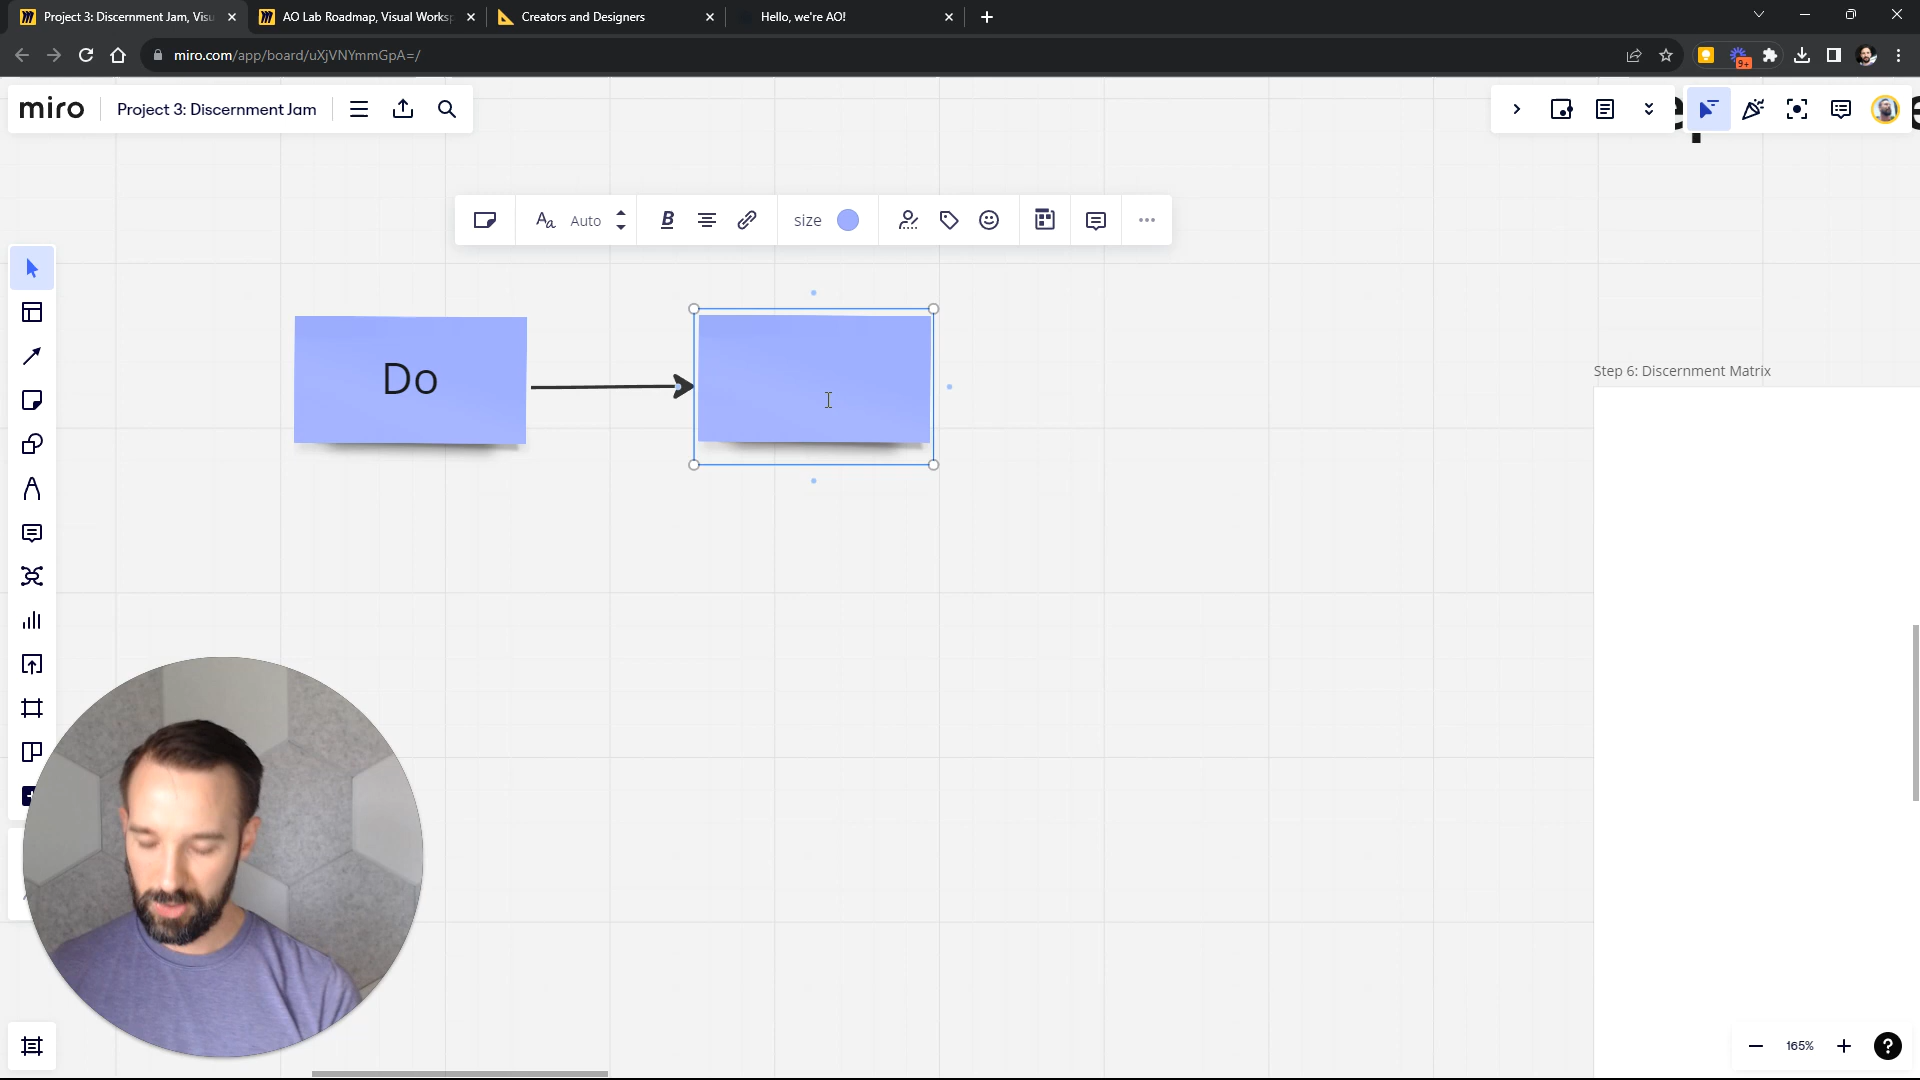 Project 3: Discernment Jam, Visu
AO Lab Roadmap, Visual Worksp
Creators and Designers
Hello, we're AO!
miro.com/app/board/uXjVNYmmGpA=/
9+
miro
Project 3: Discernment Jam
Auto
B
size
Do
Step 6: Discernment Matrix
165%